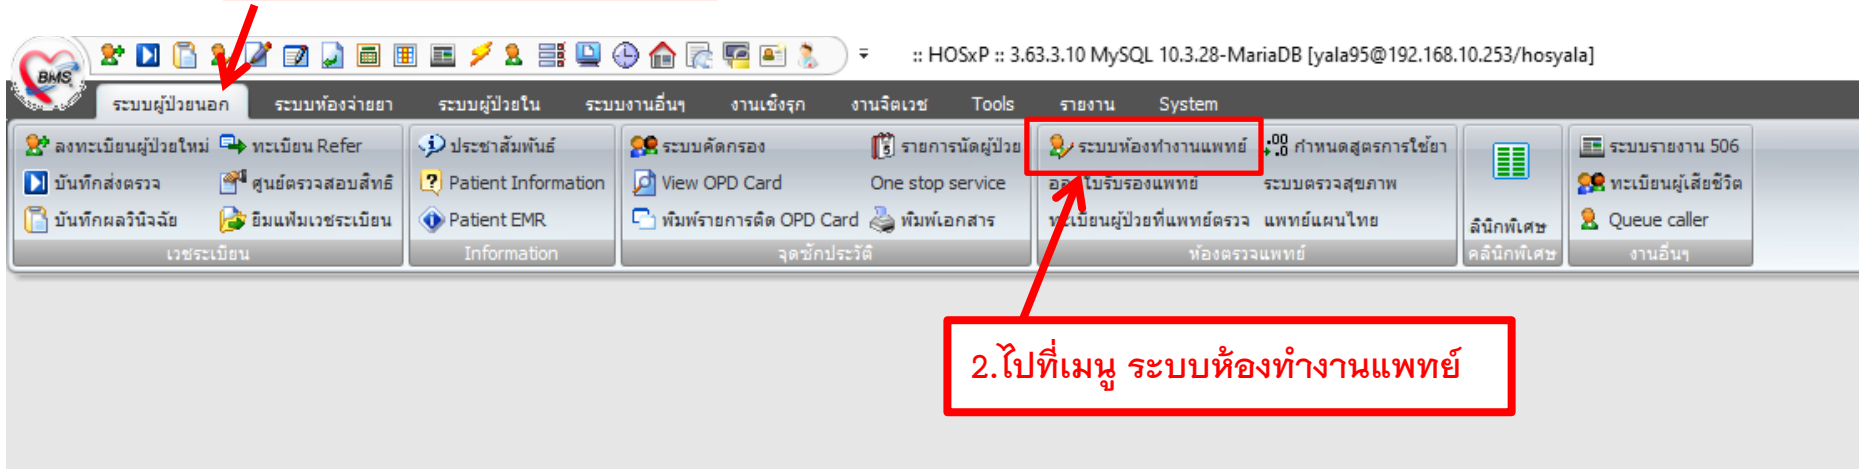 BMS
:: HOSxP :: 3.63.3.10 MySQL 10.3.28-MariaDB [yala95@192.168.10.253/hosyala]
ระบบผู้ป่วยนอก ระบบห้องจ่ายยา ระบบผู้ป่วยใน ระบบงานอื่นๆ งานเชิงรุก งานจิตเวช Tools รายงาน System
ลงทะเบียนผู้ป่วยใหม่ ทะเบียน Refer ประชาสัมพันธ์ ระบบคัดกรอง รายการนัดผู้ป่วย ระบบห้องทำงานแพทย์ กำหนดสูตรการใช้ยา ระบบรายงาน 506
บันทึกส่งตรวจ ศูนย์ตรวจสอบสิทธิ Patient Information View OPD Card One stop service ออกใบรับรองแพทย์ ระบบตรวจสุขภาพ ทะเบียนผู้เสียชีวิต
บันทึกผลวินิจฉัย ยืมแฟ้มเวชระเบียน Patient EMR พิมพ์รายการติด OPD Card พิมพ์เอกสาร ทะเบียนผู้ป่วยที่แพทย์ตรวจ แพทย์แผนไทย ลินิกพิเศษ Queue caller
เวชระเบียน Information จุดซักประวัติ ห้องตรวจแพทย์ คลินิกพิเศษ งานอื่นๆ
2.ไปที่เมนู ระบบห้องทำงานแพทย์